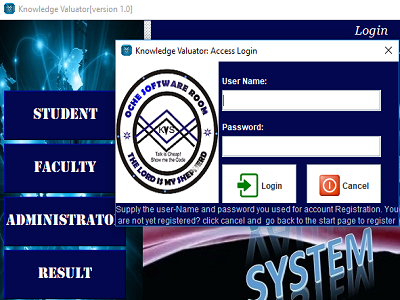 Knowledge Valuator[version 1.0]
Login
Knowledge Valuator: Access Login
STUDENT
FACULTY
ADMINISTRATO
RESULT
OCHE SOFTWARE ROOM
KVS
Talk is Cheap!
Show me the Code
THE LORD IS MY SHEPHERD
User Name:
Password:
Login
Cancel
Supply the user-Name and password you used for account Registration. You
are not yet registered? click cancel and go back to the start page to register
SYSTEM